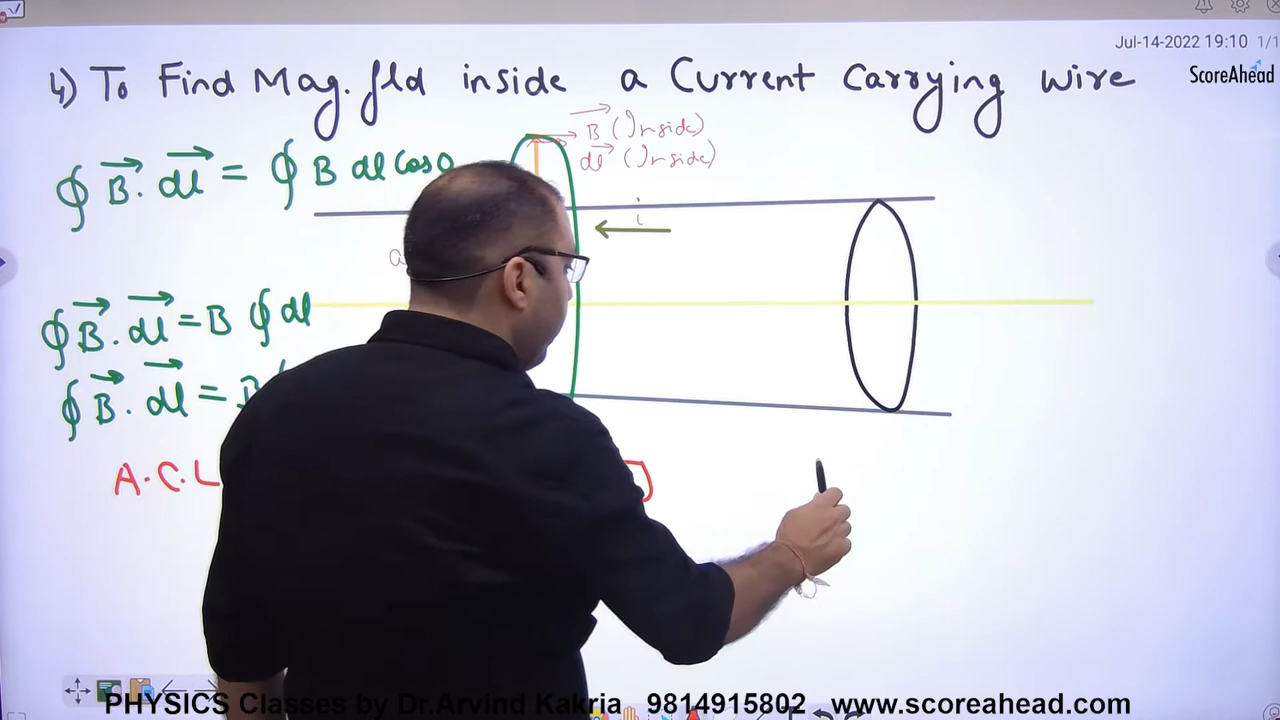 Jul-14-2022 19:10 1/1
ScoreAhead
4) To Find Mag. fld inside a Current Carrying wire
B (Inside)
dl (Inside)
∮ B . dl = ∮ B dl cos θ
i
a
∮ B . dl = B ∮ dl
∮ B . dl = B
A.C.L
PHYSICS Classes by Dr.Arvind Kakria 9814915802 www.scoreahead.com